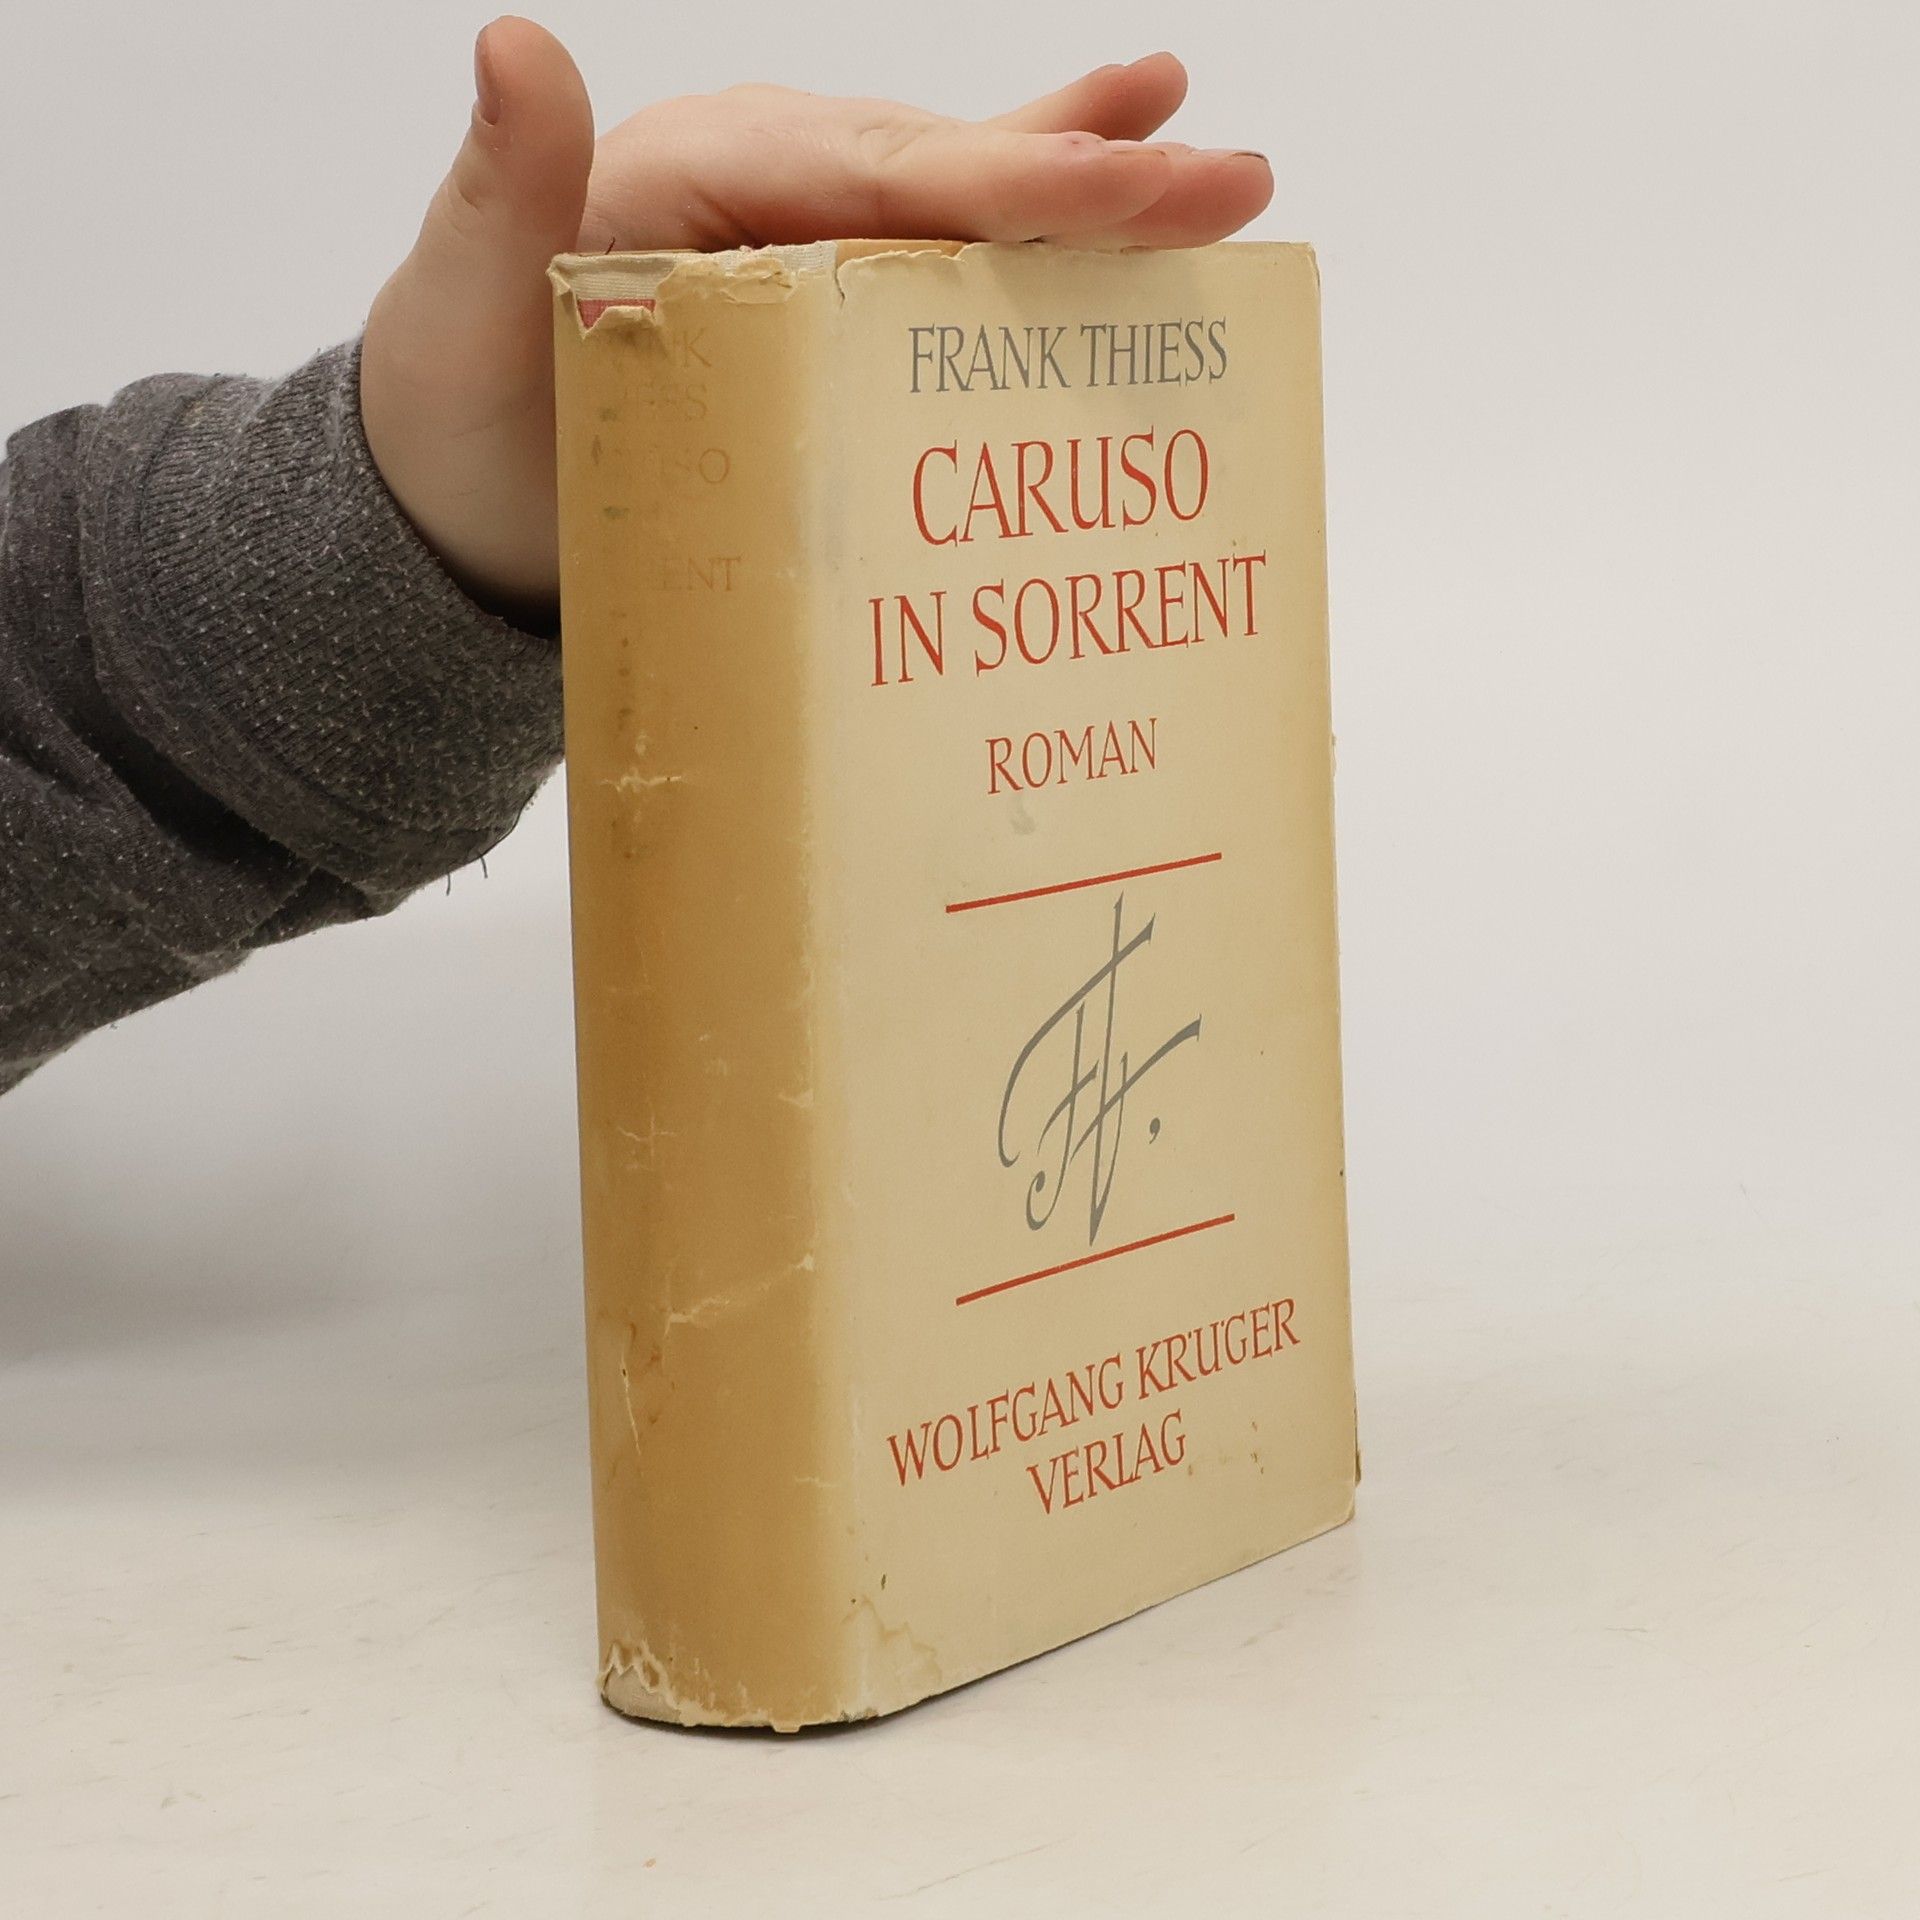 FRANK THIESS
CARUSO
IN SORRENT
ROMAN
WOLFGANG KRÜGER
VERLAG